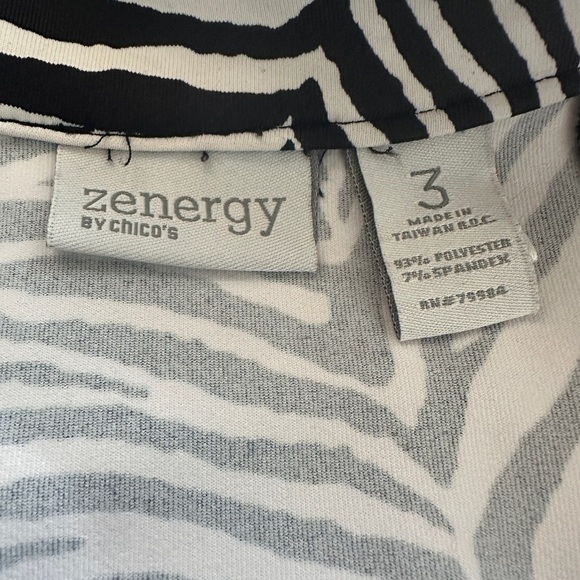 zenergy
BY CHICO'S
3
MADE IN
TAIWAN R.O.C.
93% POLYESTER
7% SPANDEX
RN#79984